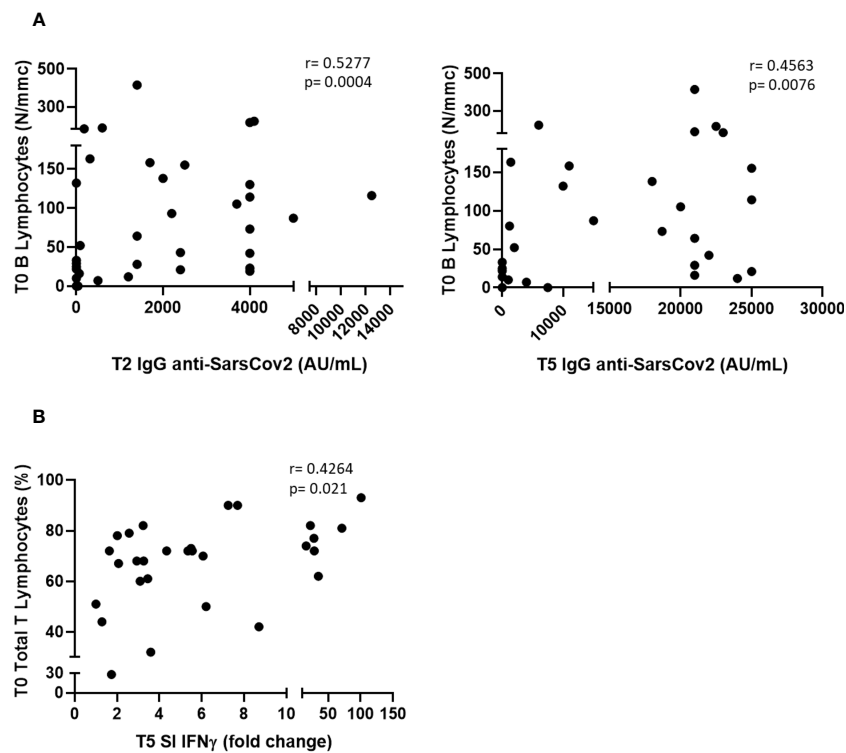 A
r= 0.5277
p= 0.0004
T0 B Lymphocytes (N/mmc)
500
300
150
100
50
0
0
2000
4000
8000
10000
12000
14000
T2 IgG anti-SarsCov2 (AU/mL)
r= 0.4563
p= 0.0076
T0 B Lymphocytes (N/mmc)
500
300
150
100
50
0
0
10000
15000
20000
25000
30000
T5 IgG anti-SarsCov2 (AU/mL)
B
r= 0.4264
p= 0.021
T0 Total T Lymphocytes (%)
100
80
60
40
30
0
0
2
4
6
8
10
50
100
150
T5 SI IFNγ (fold change)